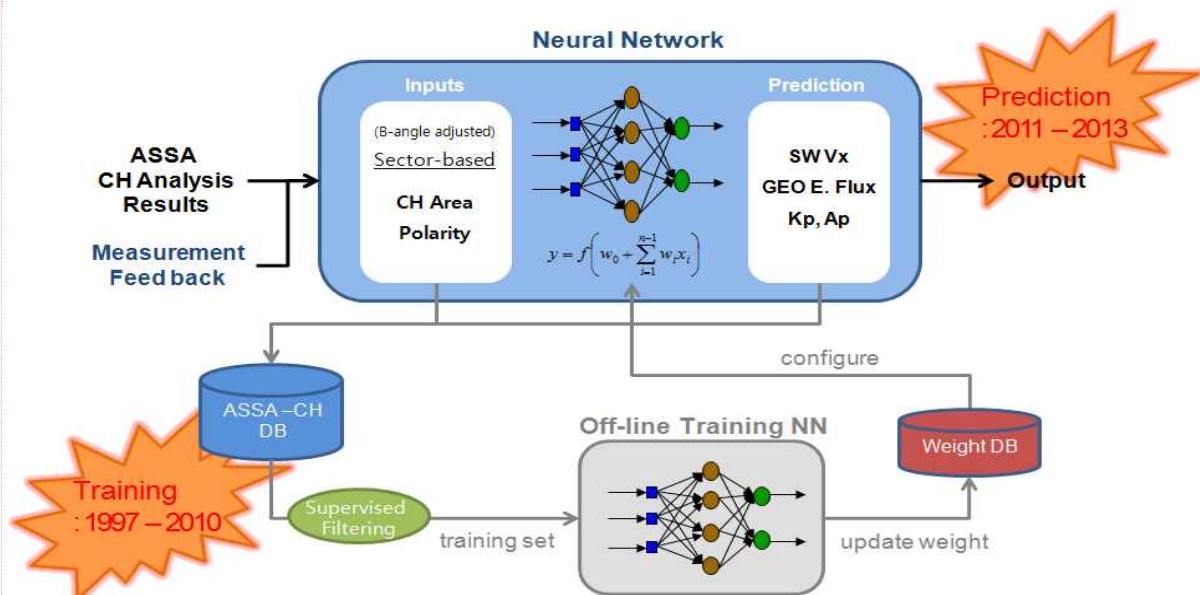 Neural Network
Inputs
(B-angle adjusted)
Sector-based
CH Area
Polarity
Prediction
SW Vx
GEO E. Flux
Kp, Ap
y = f(w₀ + ∑ᵢ₌₁ⁿ⁻¹ wᵢxᵢ)
ASSA
CH Analysis
Results
Measurement
Feed back
Output
Prediction
: 2011 – 2013
configure
ASSA –CH
DB
Training
: 1997 – 2010
Supervised
Filtering
training set
Off-line Training NN
update weight
Weight DB